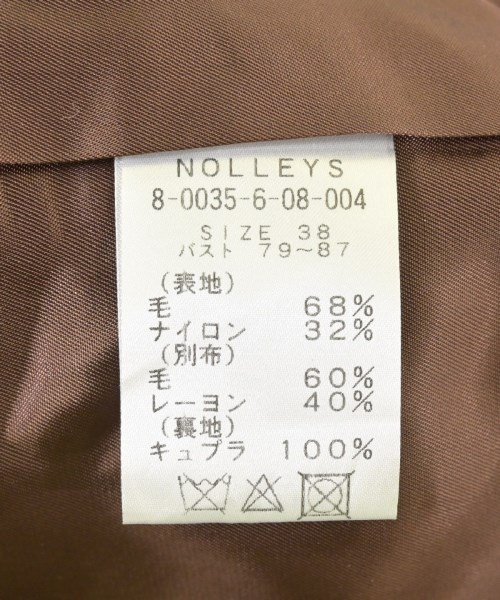 NOLLEYS
8-0035-6-08-004
SIZE 38
バスト 79~87
(表地)
毛 68%
ナイロン 32%
(別布)
毛 60%
レーヨン 40%
(裏地)
キュプラ 100%